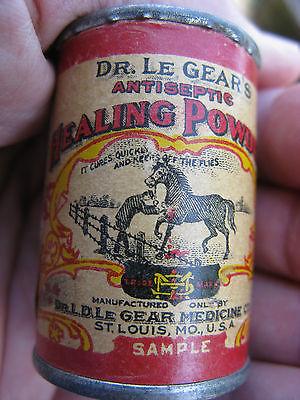 DR. LE GEAR'S
ANTISEPTIC
HEALING POWD
IT CURES QUICKLY
AND KEEPS OFF THE FLIES
TRADE MARK
MANUFACTURED ONLY BY
DR. L.D. LE GEAR MEDICINE C
ST. LOUIS, MO., U.S.A.
SAMPLE